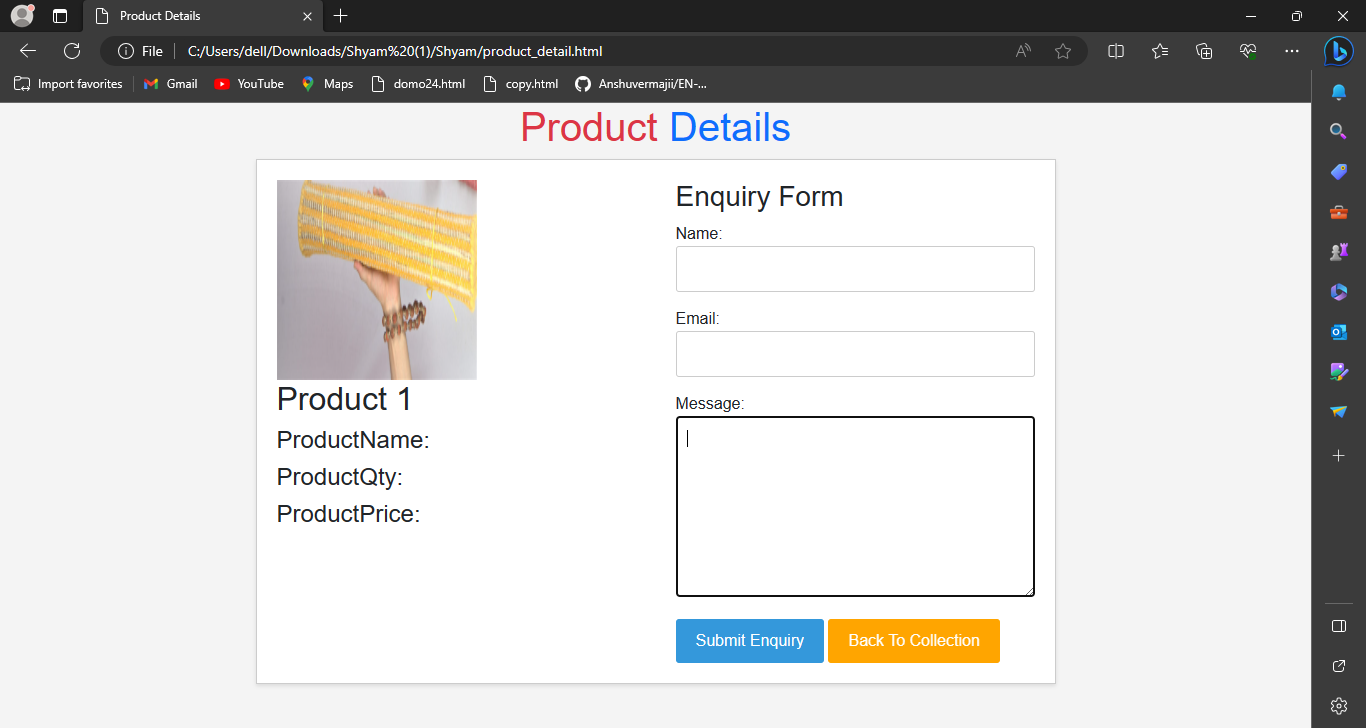 Product Details
File C:/Users/dell/Downloads/Shyam%20(1)/Shyam/product_detail.html
Import favorites Gmail YouTube Maps domo24.html copy.html Anshuvermajii/EN-...
Product Details
Enquiry Form
Name:
Email:
Message:
Submit Enquiry Back To Collection
Product 1
ProductName:
ProductQty:
ProductPrice: